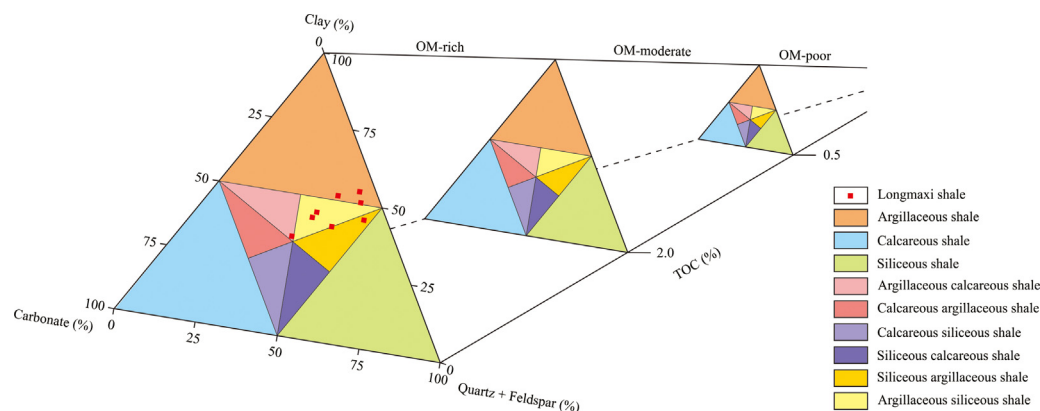 Clay (%)
0
100
OM-rich
OM-moderate
OM-poor
25
75
0.5
50
50
Longmaxi shale
Argillaceous shale
Calcareous shale
Siliceous shale
Argillaceous calcareous shale
Calcareous argillaceous shale
Calcareous siliceous shale
Siliceous calcareous shale
Siliceous argillaceous shale
Argillaceous siliceous shale
75
2.0
TOC (%)
25
100
Carbonate (%)
0
25
50
75
100
0
Quartz + Feldspar (%)